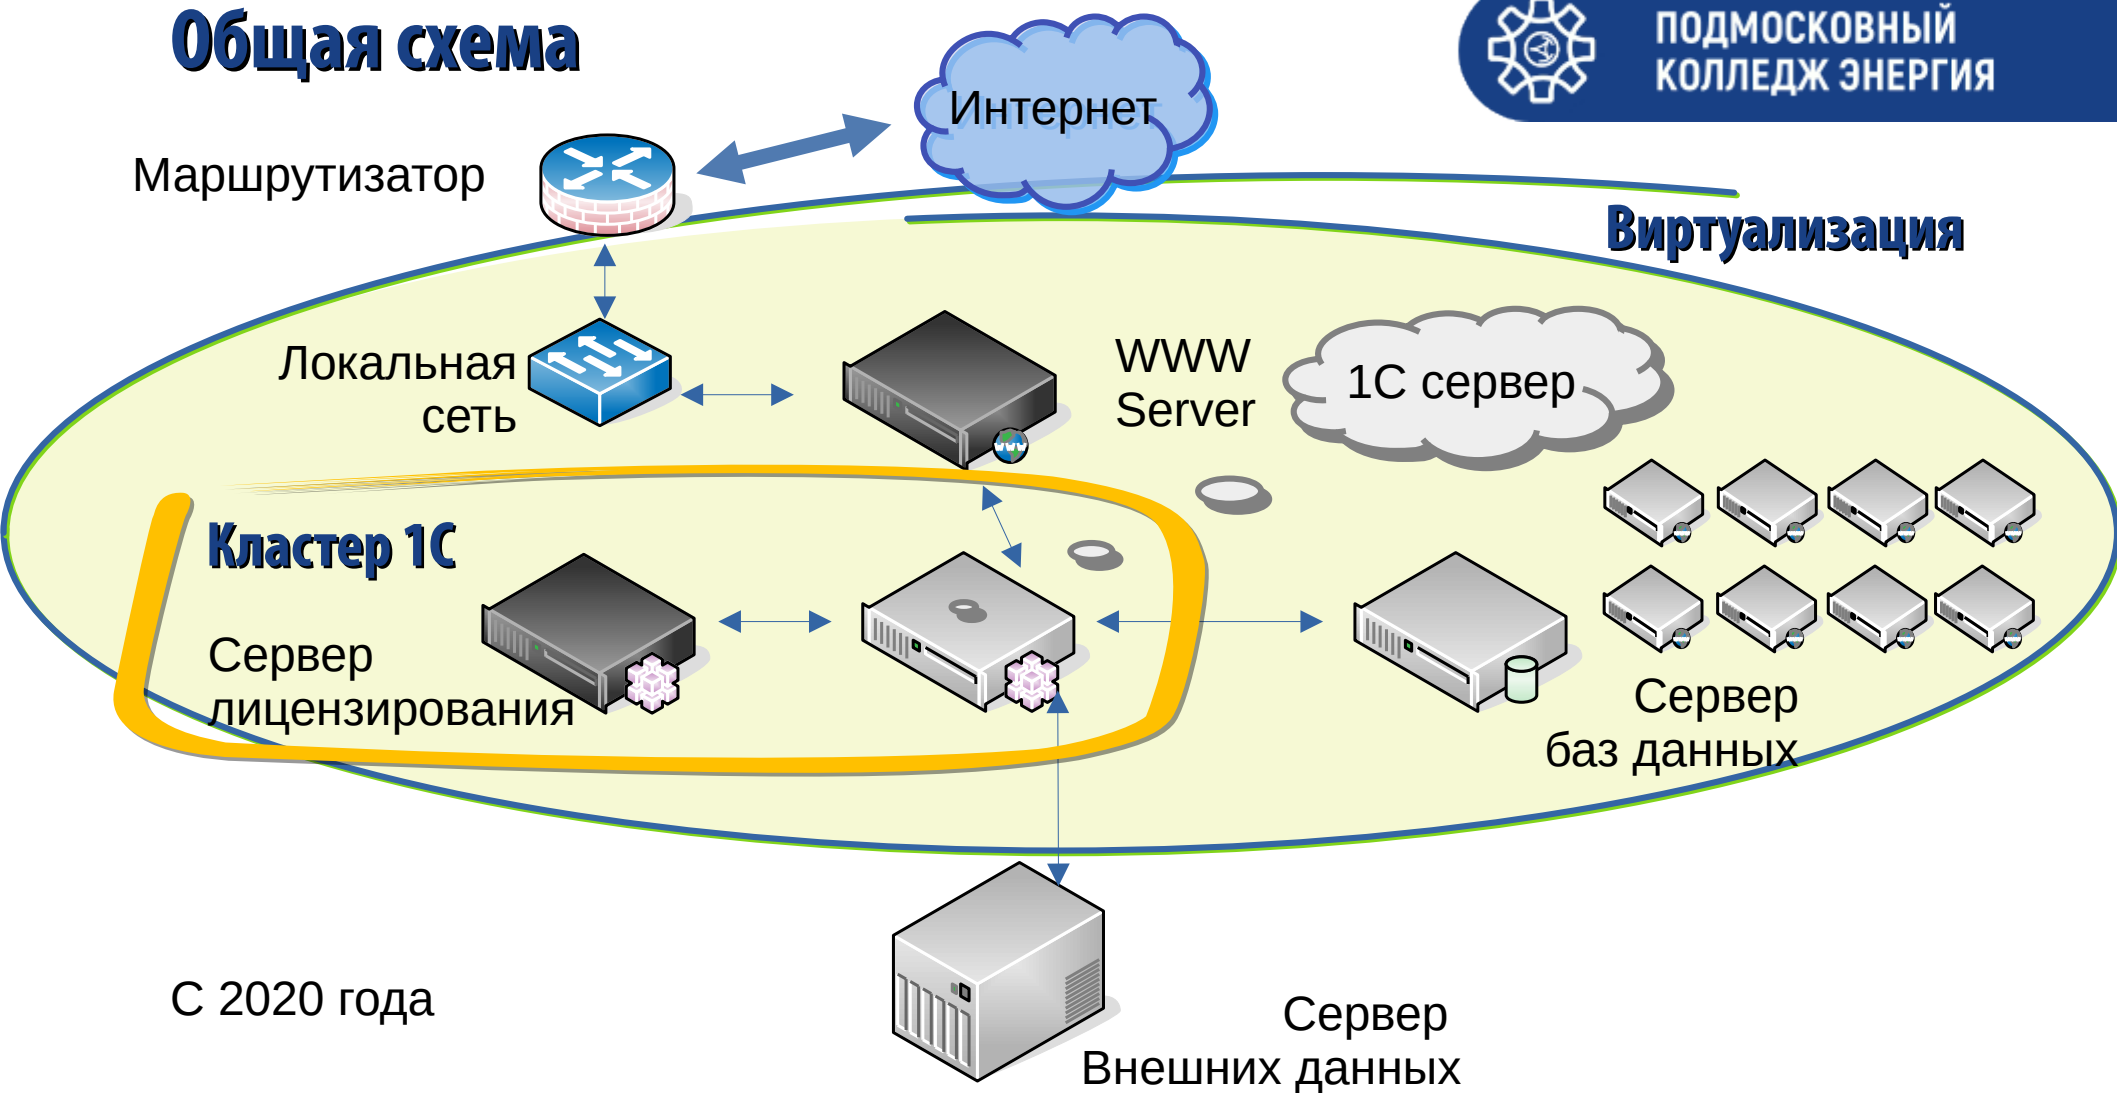 Общая схема
ПОДМОСКОВНЫЙ
КОЛЛЕДЖ ЭНЕРГИЯ
Интернет
Маршрутизатор
Виртуализация
Локальная
сеть
WWW
Server
1С сервер
Кластер 1С
Сервер
лицензирования
Сервер
баз данных
С 2020 года
Сервер
Внешних данных